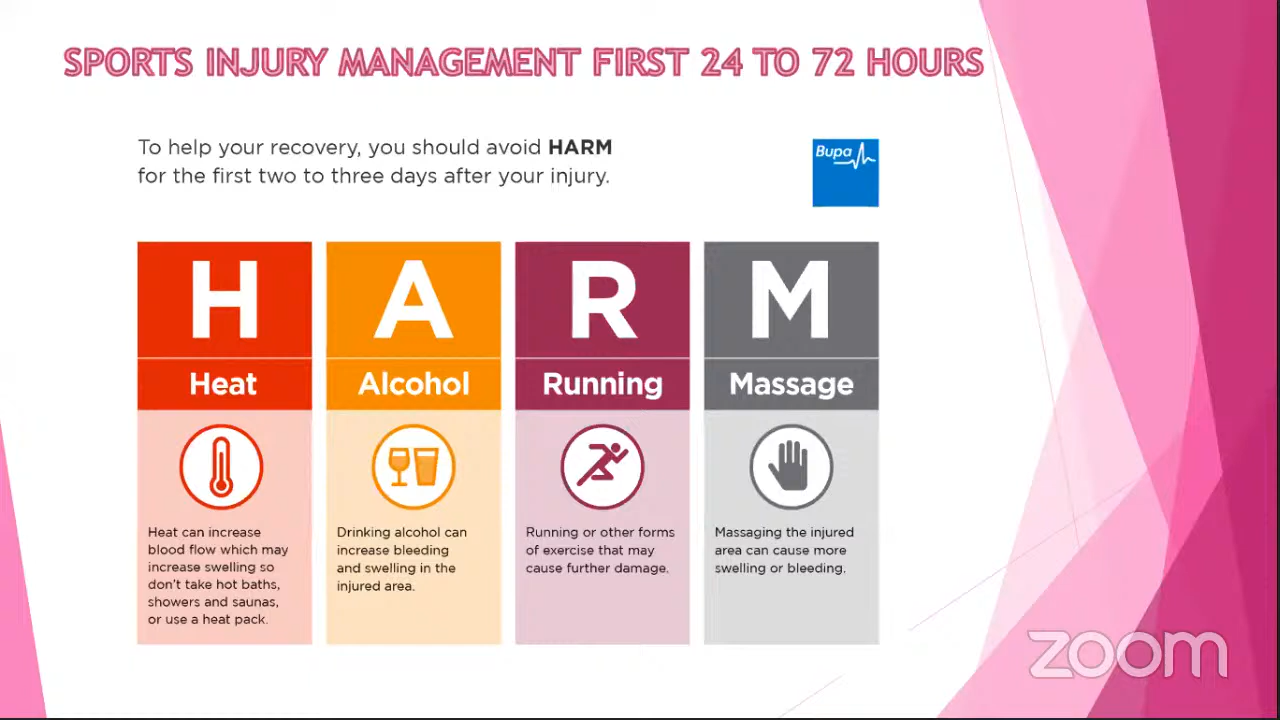 SPORTS INJURY MANAGEMENT FIRST 24 TO 72 HOURS
To help your recovery, you should avoid HARM
for the first two to three days after your injury.
Bupa
H
Heat
Heat can increase
blood flow which may
increase swelling so
don't take hot baths,
showers and saunas,
or use a heat pack.
A
Alcohol
Drinking alcohol can
increase bleeding
and swelling in the
injured area.
R
Running
Running or other forms
of exercise that may
cause further damage.
M
Massage
Massaging the injured
area can cause more
swelling or bleeding.
zoom